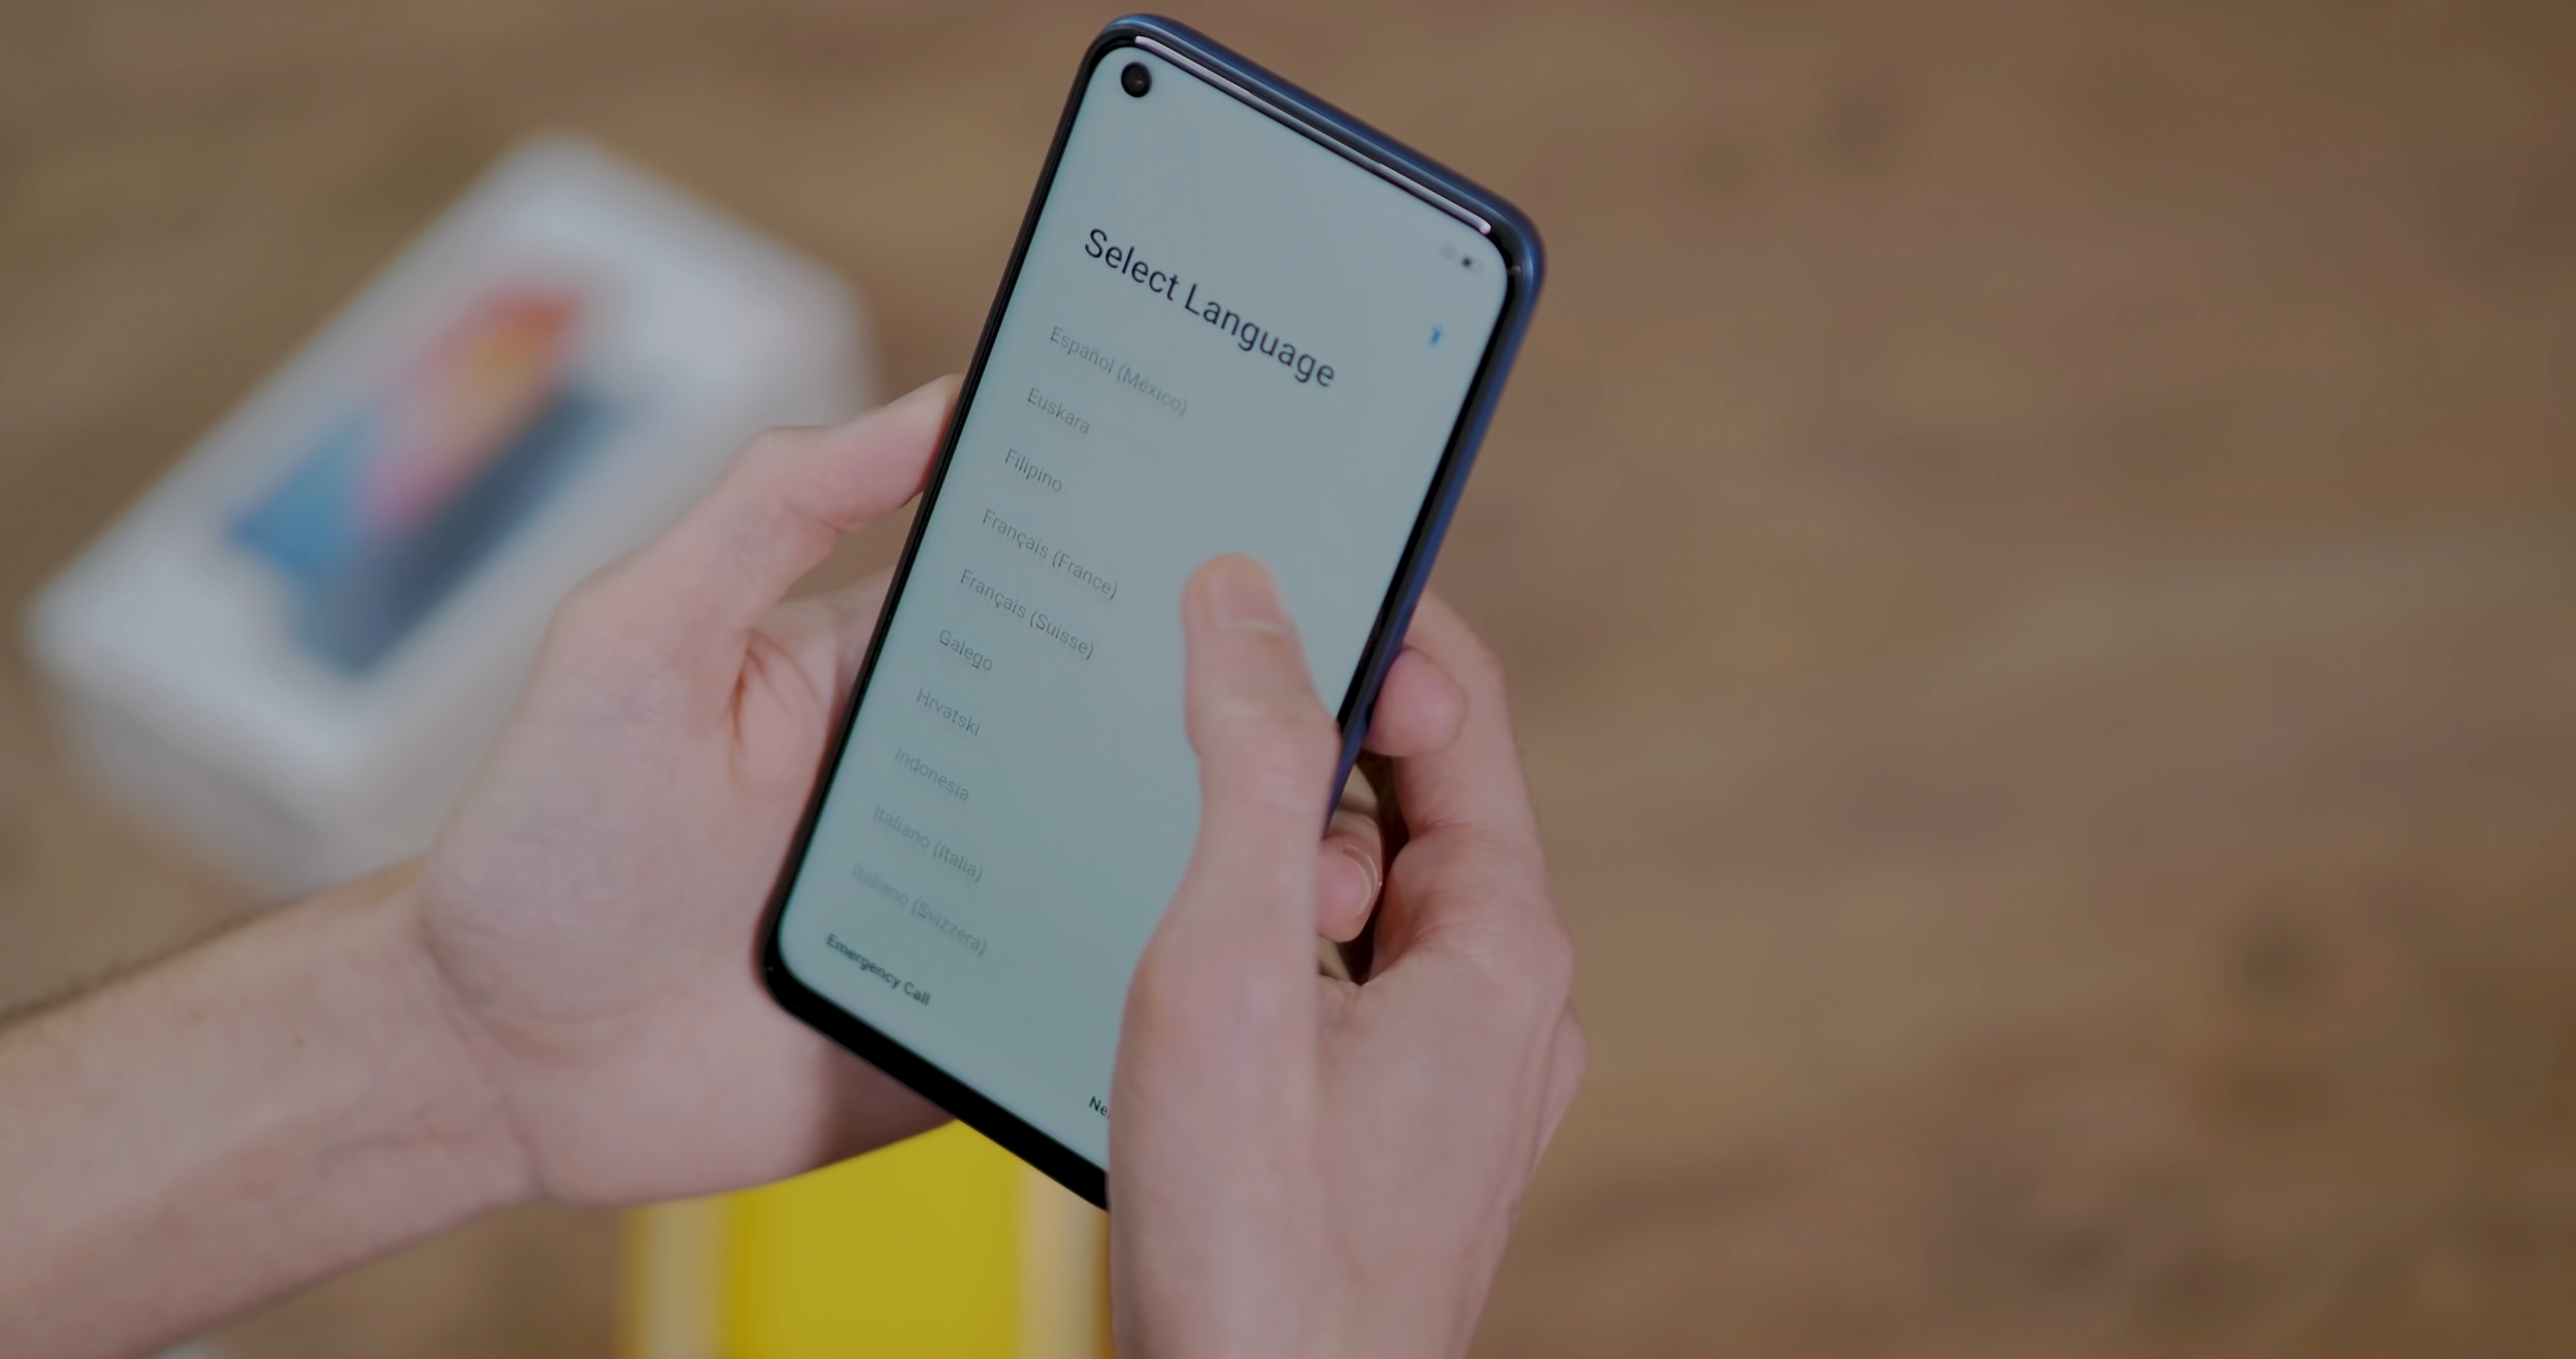 Select Language
Español (México)
Euskara
Filipino
Français (France)
Français (Suisse)
Galego
Hrvatski
Indonesia
Italiano (Italia)
Italiano (Svizzera)
Emergency Call